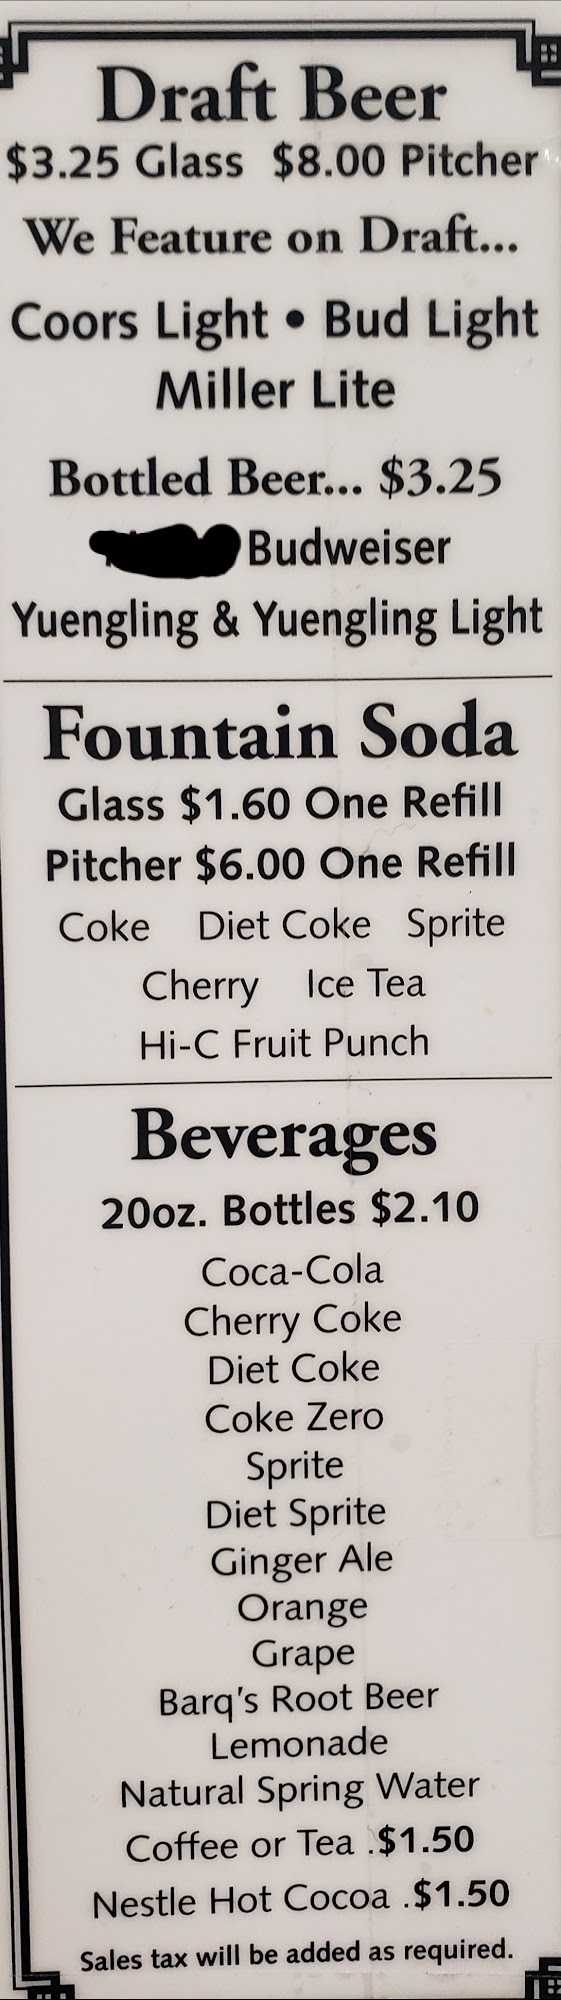 Draft Beer
$3.25 Glass $8.00 Pitcher
We Feature on Draft...
Coors Light • Bud Light
Miller Lite
Bottled Beer... $3.25
Budweiser
Yuengling & Yuengling Light
Fountain Soda
Glass $1.60 One Refill
Pitcher $6.00 One Refill
Coke Diet Coke Sprite
Cherry Ice Tea
Hi-C Fruit Punch
Beverages
20oz. Bottles $2.10
Coca-Cola
Cherry Coke
Diet Coke
Coke Zero
Sprite
Diet Sprite
Ginger Ale
Orange
Grape
Barq's Root Beer
Lemonade
Natural Spring Water
Coffee or Tea .$1.50
Nestle Hot Cocoa .$1.50
Sales tax will be added as required.